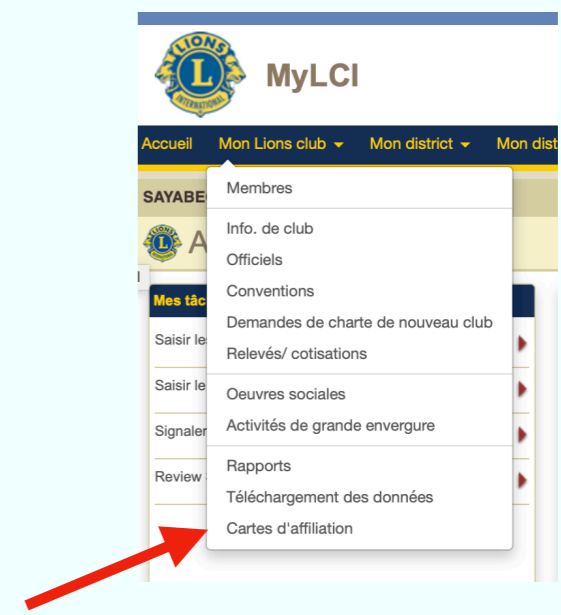 LIONS
L
INTERNATIONAL
MyLCI
Accueil Mon Lions club Mon district Mon dist
SAYABE
Membres
A
Info. de club
Officiels
Mes tâc
Conventions
Saisir les
Demandes de charte de nouveau club
Relevés/ cotisations
Saisir le
Oeuvres sociales
Signaler
Activités de grande envergure
Review
Rapports
Téléchargement des données
Cartes d'affiliation